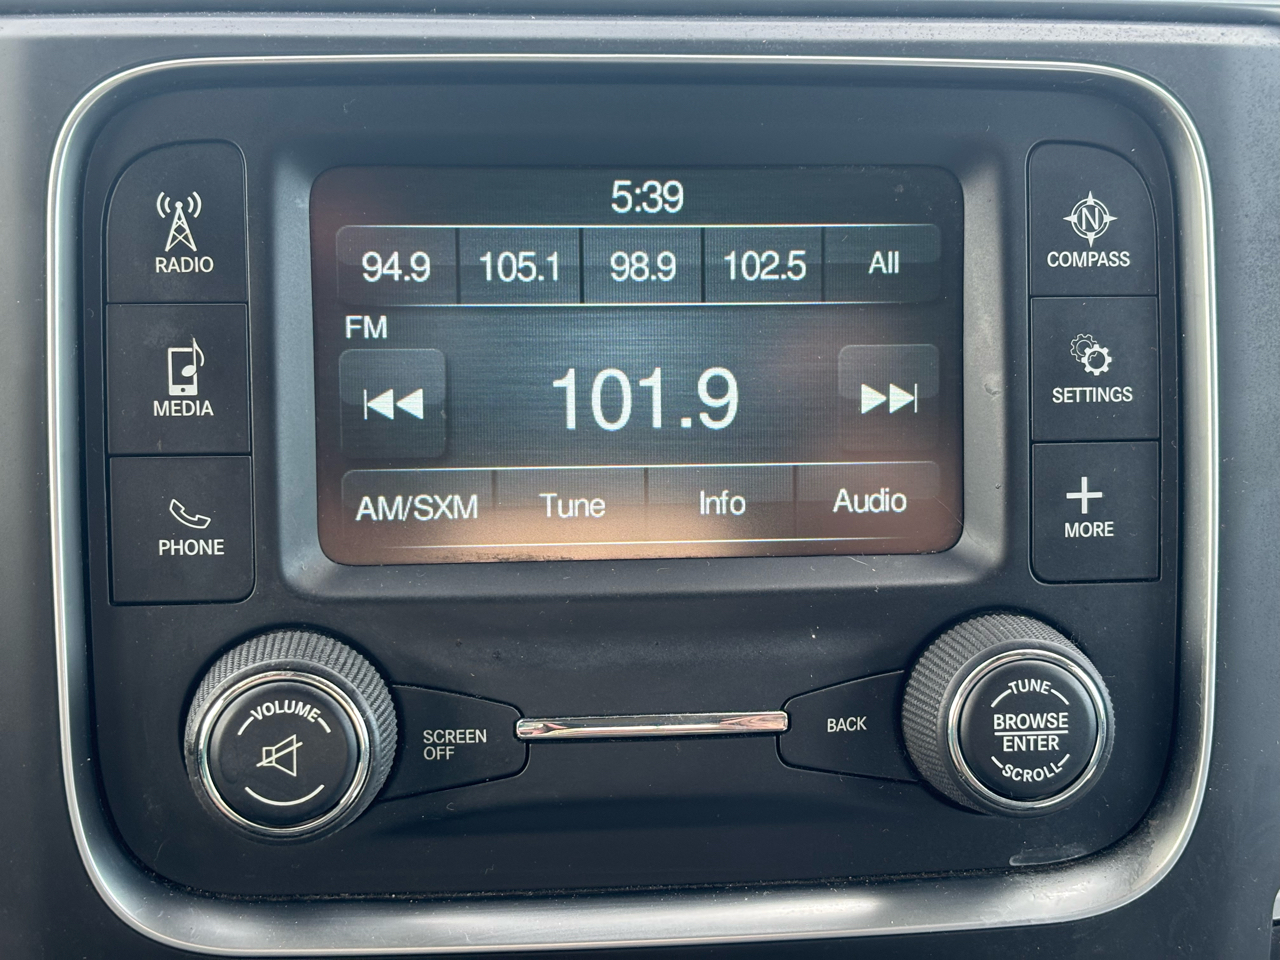 5:39
94.9 105.1 98.9 102.5 All
FM
101.9
AM/SXM Tune Info Audio
RADIO
MEDIA
PHONE
N
COMPASS
SETTINGS
MORE
VOLUME
SCREEN
OFF
BACK
TUNE
BROWSE
ENTER
SCROLL